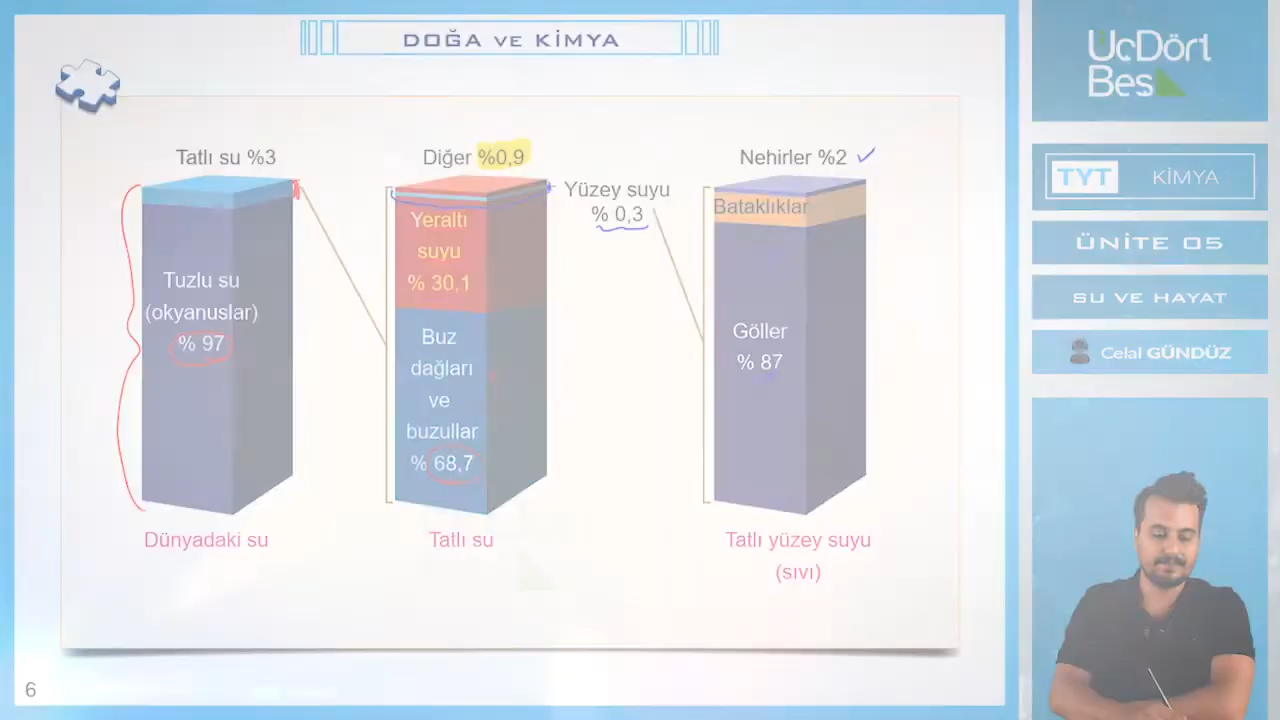 DOĞA VE KİMYA
Tatlı su %3
Tuzlu su
(okyanuslar)
% 97
Dünyadaki su
Diğer %0,9
Yeraltı
suyu
% 30,1
Buz
dağları
ve
buzullar
% 68,7
Tatlı su
Yüzey suyu
% 0,3
Nehirler %2
Bataklıklar
Göller
% 87
Tatlı yüzey suyu
(sıvı)
6
ÜçDört
Beş
TYT KİMYA
ÜNİTE 05
SU VE HAYAT
Celal GÜNDÜZ